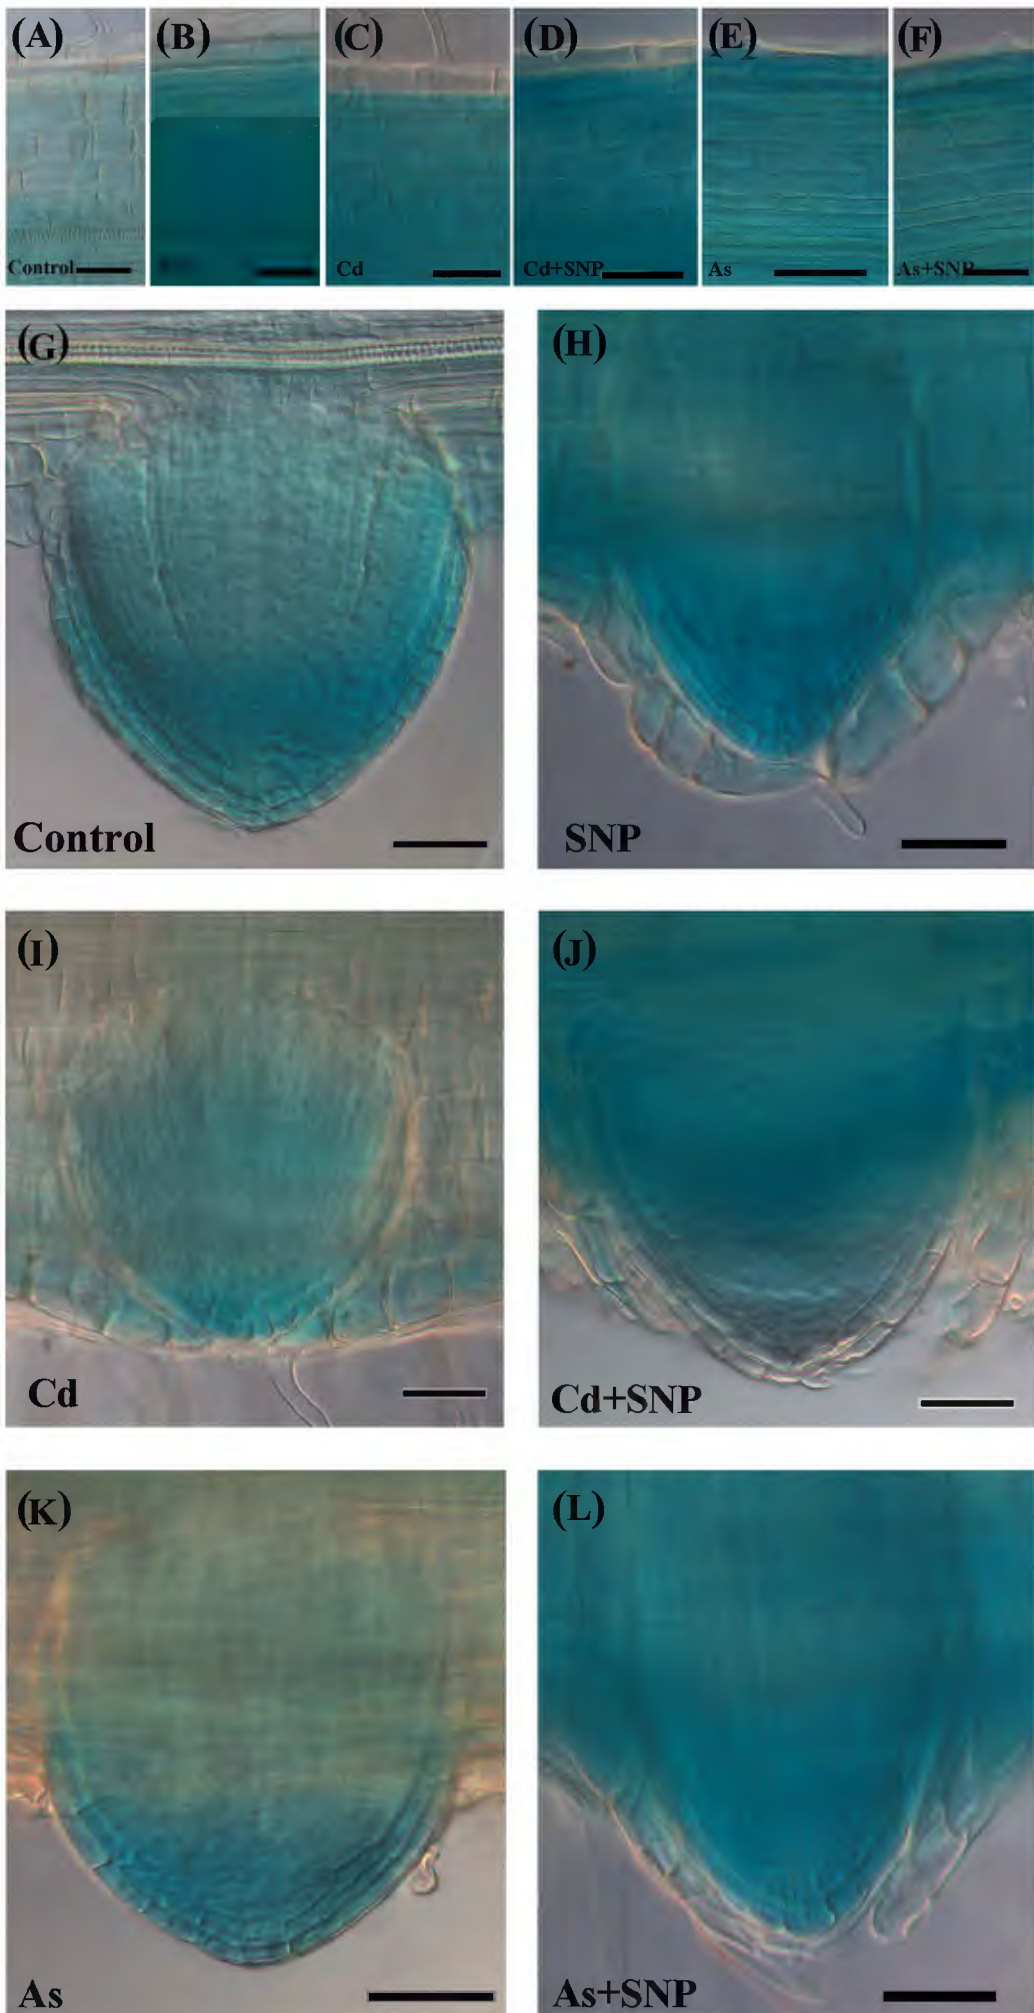 (A) (B) (C) (D) (E) (F)
Control Cd Cd+SNP As As+SNP
(G) (H)
Control SNP
(I) (J)
Cd Cd+SNP
(K) (L)
As As+SNP